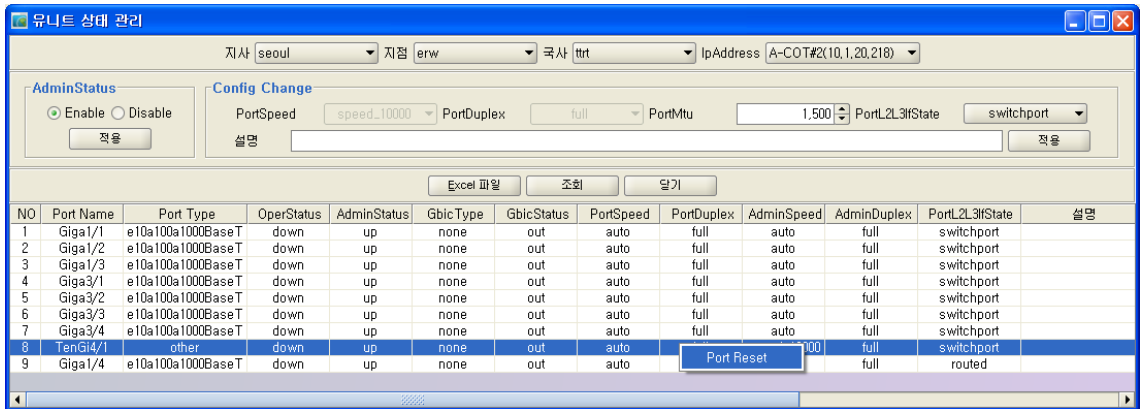 유니트 상태 관리
지사 seoul 지점 erw 국사 ttrt IpAddress A-COT#2(10,1,20,218)
AdminStatus Config Change
Enable Disable PortSpeed speed_10000 PortDuplex full PortMtu 1,500 PortL2L3IfState switchport
적용 설명 적용
Excel 파일 조회 닫기
NO Port Name Port Type OperStatus AdminStatus GbicType GbicStatus PortSpeed PortDuplex AdminSpeed AdminDuplex PortL2L3IfState 설명
1 Giga1/1 e10a100a1000BaseT down up none out auto full auto full switchport
2 Giga1/2 e10a100a1000BaseT down up none out auto full auto full switchport
3 Giga1/3 e10a100a1000BaseT down up none out auto full auto full switchport
4 Giga3/1 e10a100a1000BaseT down up none out auto full auto full switchport
5 Giga3/2 e10a100a1000BaseT down up none out auto full auto full switchport
6 Giga3/3 e10a100a1000BaseT down up none out auto full auto full switchport
7 Giga3/4 e10a100a1000BaseT down up none out auto full auto full switchport
8 TenGi4/1 other down up none out auto full switchport
Port Reset
9 Giga1/4 e10a100a1000BaseT down up none out auto full routed